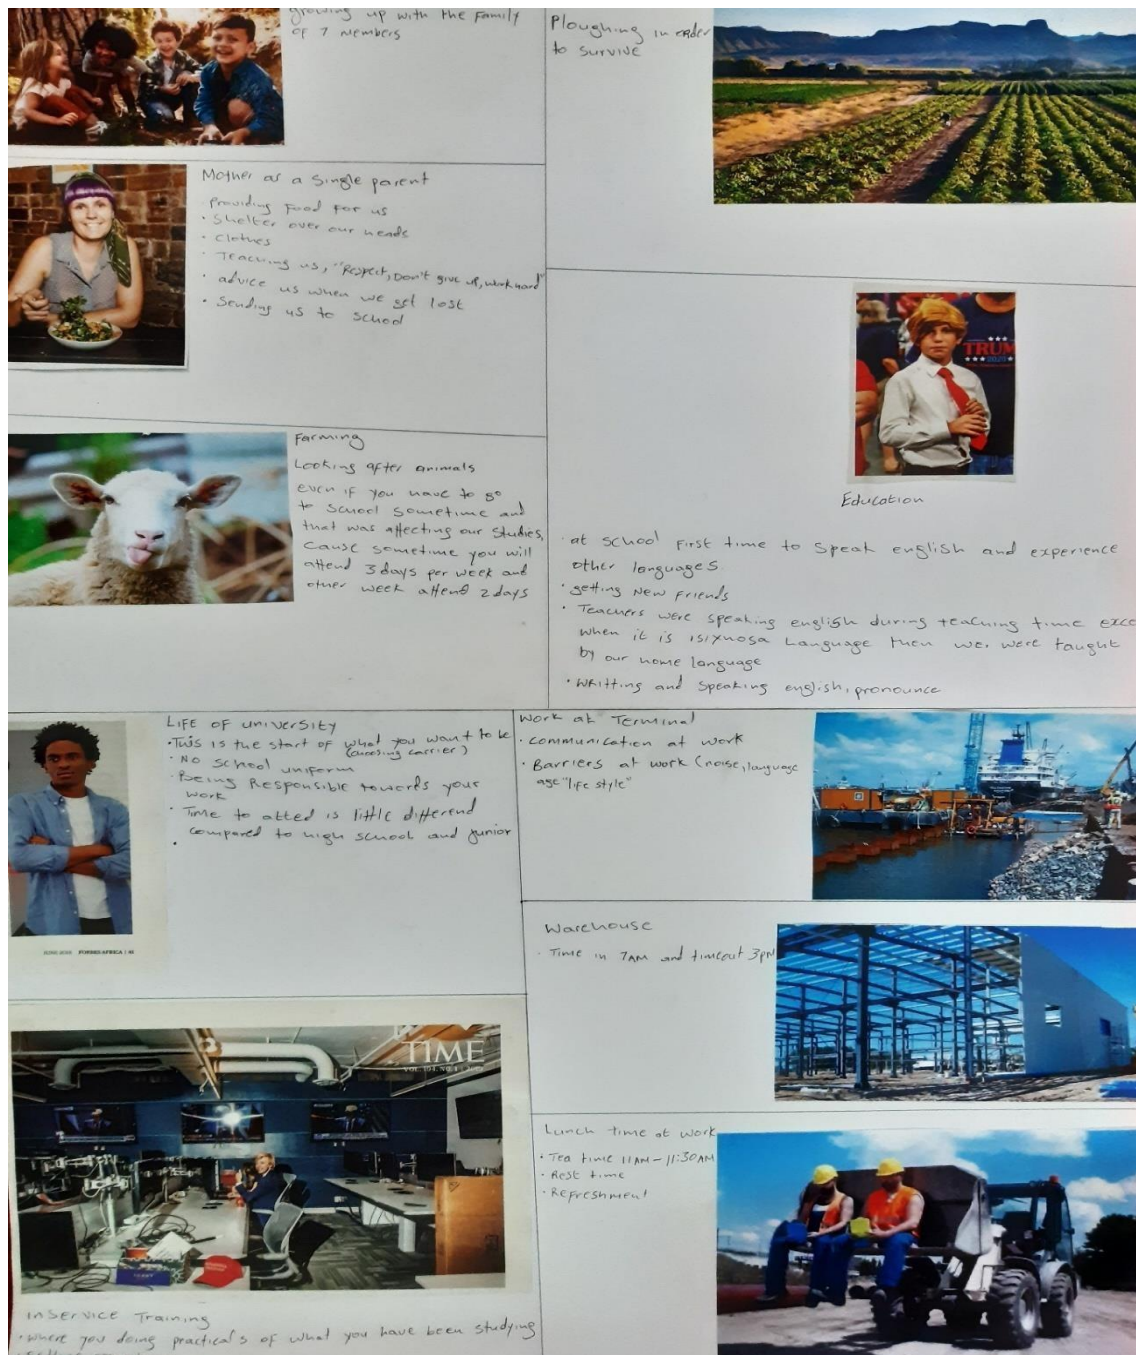 growing up with the family
of 7 members
Mother as a single parent
Providing food for us
• Shelter over our heads
• Clothes
• Teaching us, "Respect, Don't give up, work hard"
• advice us when we get lost
• Sending us to school
Farming
Looking after animals
even if you have to go
to school sometime and
that was affecting our studies,
cause sometime you will
attend 3 days per week and
other week attend 2 days
Ploughing in order
to survive
TRUM
2020
Education
• at school first time to speak english and experience
other languages.
• getting New friends
• Teachers were speaking english during teaching time exce
when it is isixhosa Language then we. were taught
by our home language
• writting and speaking english, pronounce
LIFE OF university
• This is the start of what you want to be
(choosing carrier)
• No school uniform
• Being Responsible towards your
work
• Time to atted is little differend
compared to high school and junior
•
FORBES AFRICA |
TIME
INSERVICE Training
• where you doing practicals of what you have been studying
Work at Terminal
• Communication at work
• Barriers at work (noise, language
age "life style"
Warehouse
• Time in 7AM and timeout 3pm
Lunch time at work
• Tea time 11AM – 11:30AM
• Rest time
• Refreshment